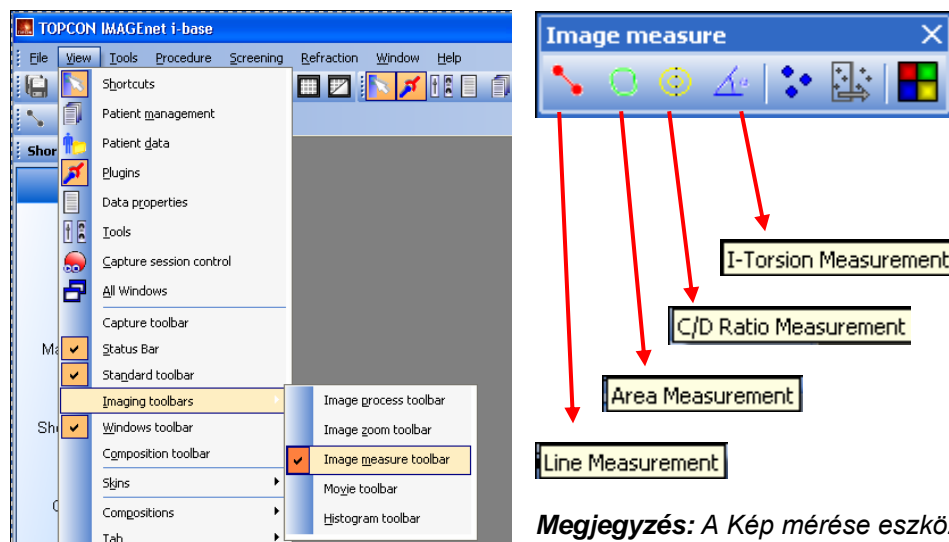 TOPCON IMAGEnet i-base
File View Tools Procedure Screening Refraction Window Help
Shortcuts
Patient management
Patient data
Shor
Plugins
Data properties
Tools
Capture session control
All Windows
Capture toolbar
Status Bar
Standard toolbar
Imaging toolbars
Windows toolbar
Composition toolbar
Skins
Compositions
Tab
Image process toolbar
Image zoom toolbar
Image measure toolbar
Movie toolbar
Histogram toolbar
Image measure
I-Torsion Measurement
C/D Ratio Measurement
Area Measurement
Line Measurement
Megjegyzés: A Kép mérése eszkö